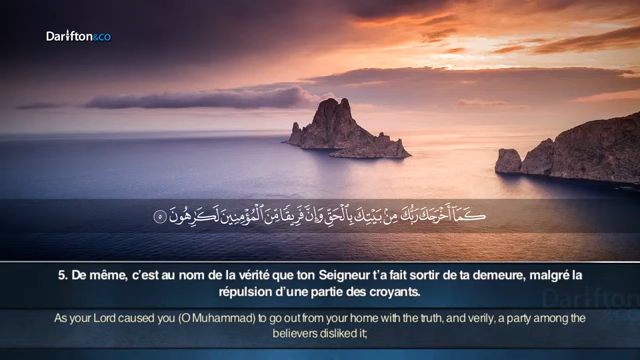 Darifton&co
كَمَآ أَخْرَجَكَ رَبُّكَ مِنۢ بَيْتِكَ بِٱلْحَقِّ وَإِنَّ فَرِيقًا مِّنَ ٱلْمُؤْمِنِينَ لَكَٰرِهُونَ ٥
5. De même, c'est au nom de la vérité que ton Seigneur t'a fait sortir de ta demeure, malgré la
répulsion d'une partie des croyants.
Darifton
&co
As your Lord caused you (O Muhammad) to go out from your home with the truth, and verily, a party among the
believers disliked it;